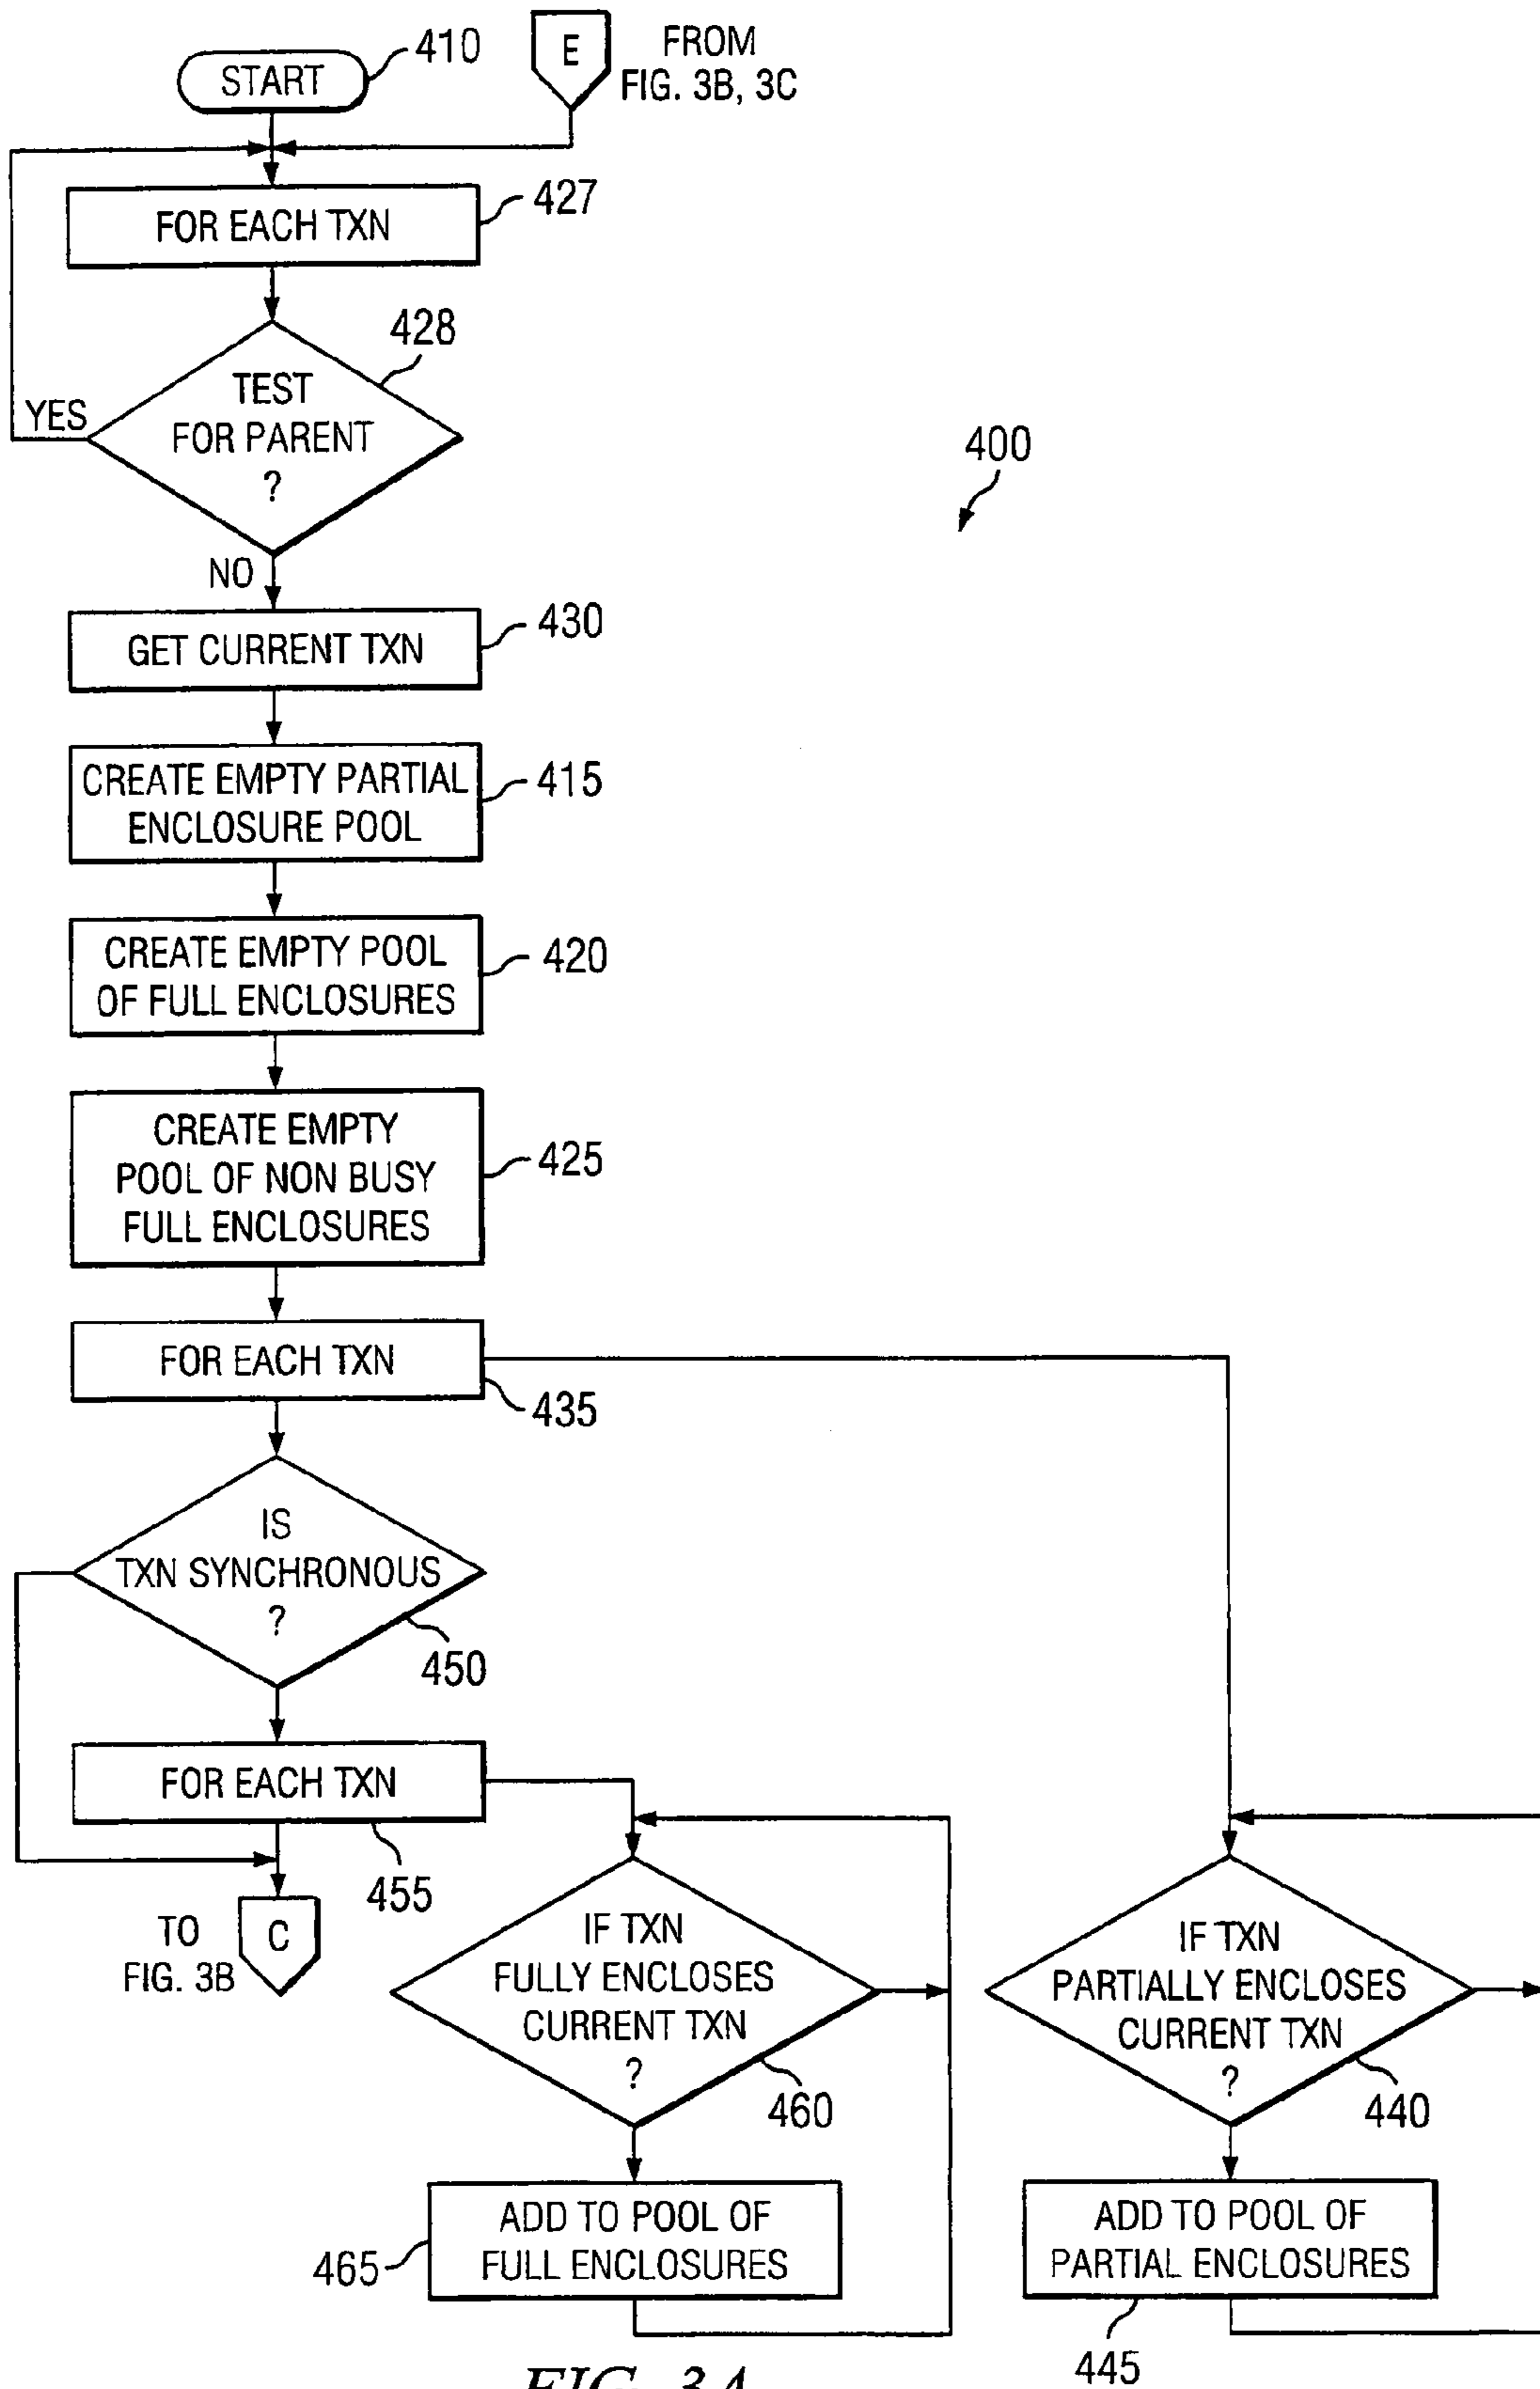 START
410
E
FROM
FIG. 3B, 3C
FOR EACH TXN
427
428
TEST
FOR PARENT
?
YES
NO
400
GET CURRENT TXN
430
CREATE EMPTY PARTIAL
ENCLOSURE POOL
415
CREATE EMPTY POOL
OF FULL ENCLOSURES
420
CREATE EMPTY
POOL OF NON BUSY
FULL ENCLOSURES
425
FOR EACH TXN
435
IS
TXN SYNCHRONOUS
?
450
FOR EACH TXN
455
TO
FIG. 3B
C
IF TXN
FULLY ENCLOSES
CURRENT TXN
?
460
IF TXN
PARTIALLY ENCLOSES
CURRENT TXN
?
440
ADD TO POOL OF
FULL ENCLOSURES
465
ADD TO POOL OF
PARTIAL ENCLOSURES
445
FIG. 3A